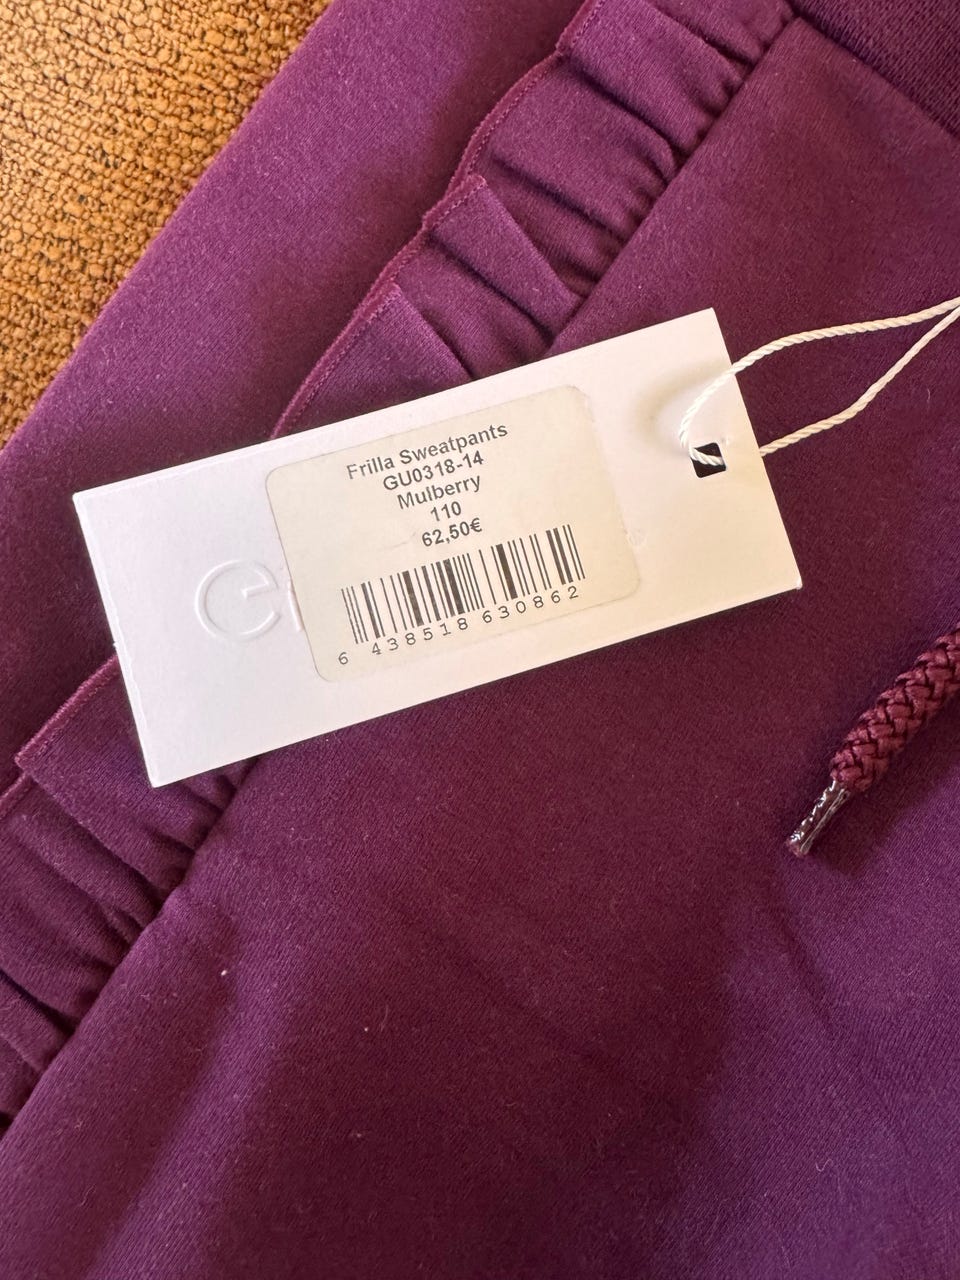 Frilla Sweatpants
GU0318-14
Mulberry
110
62,50€
6 438518 630862